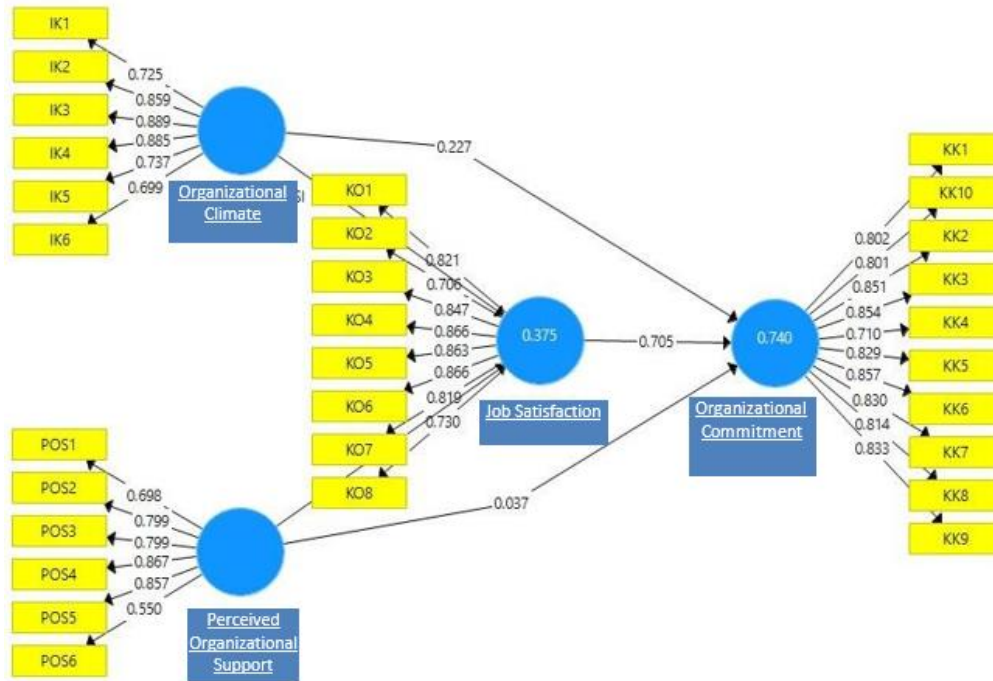 IK1
IK2
IK3
IK4
IK5
IK6
0.725
0.859
0.889
0.885
0.737
0.699
Organizational
Climate
SI
0.227
KO1
KO2
KO3
KO4
KO5
KO6
KO7
KO8
0.821
0.706
0.847
0.866
0.863
0.866
0.819
0.730
0.375
Job Satisfaction
0.705
0.740
Organizational
Commitment
KK1
KK10
KK2
KK3
KK4
KK5
KK6
KK7
KK8
KK9
0.802
0.801
0.851
0.854
0.710
0.829
0.857
0.830
0.814
0.833
POS1
POS2
POS3
POS4
POS5
POS6
0.698
0.799
0.799
0.867
0.857
0.550
0.037
Perceived
Organizational
Support